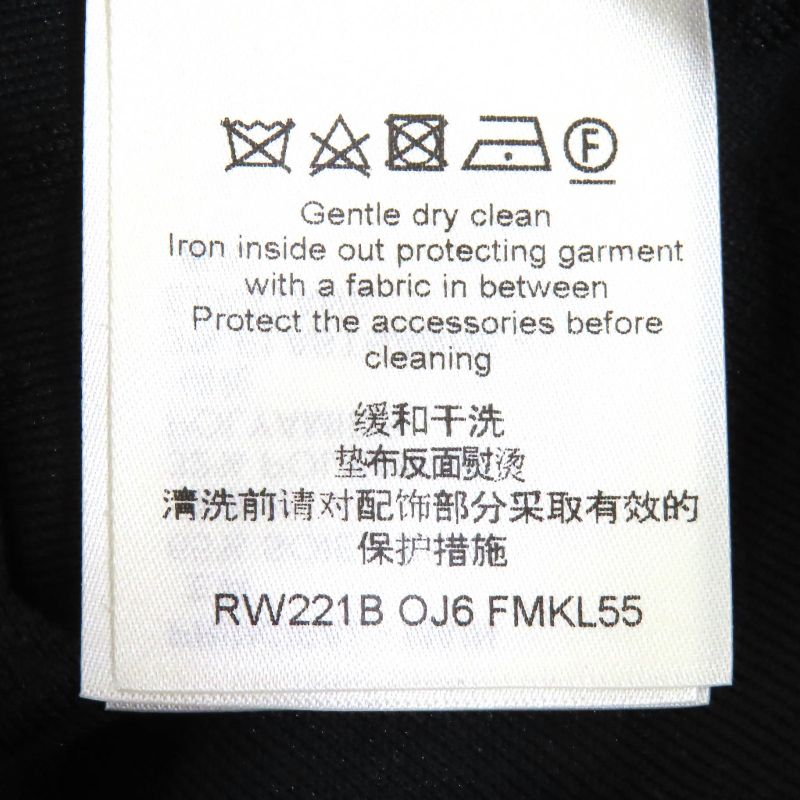 F
Gentle dry clean
Iron inside out protecting garment
with a fabric in between
Protect the accessories before
cleaning
缓和干洗
垫布反面熨烫
清洗前请对配饰部分采取有效的
保护措施
RW221B OJ6 FMKL55